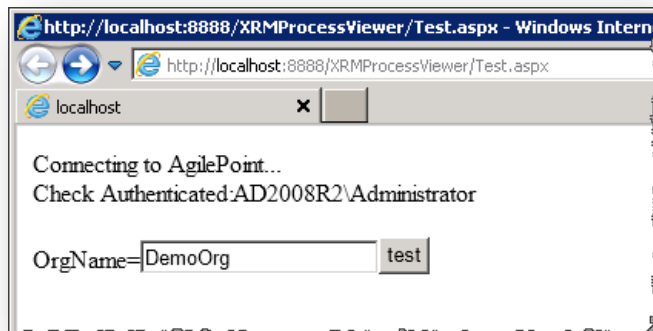 http://localhost:8888/XRMProcessViewer/Test.aspx - Windows Intern
http://localhost:8888/XRMProcessViewer/Test.aspx
localhost
Connecting to AgilePoint...
Check Authenticated:AD2008R2\Administrator
OrgName=DemoOrg test